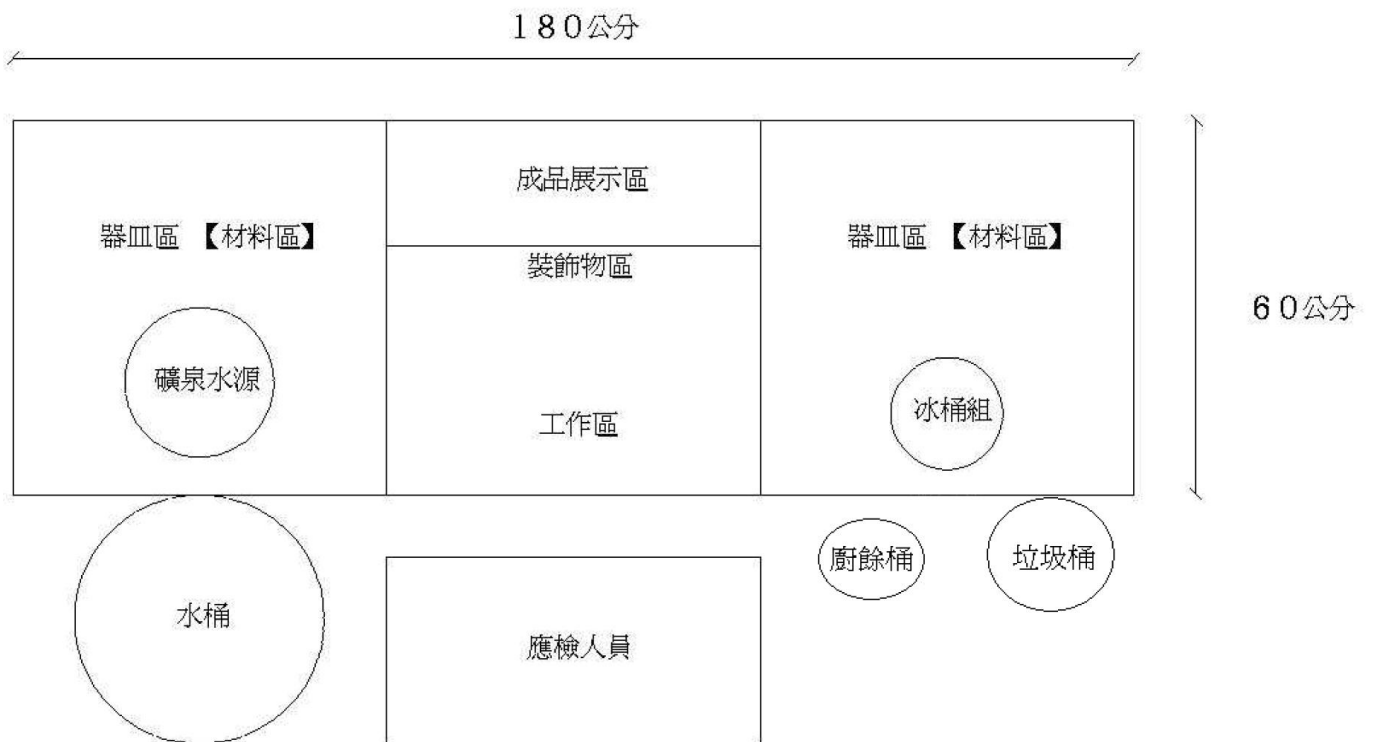 １８０公分
成品展示區
器皿區 【材料區】
器皿區 【材料區】
裝飾物區
６０公分
礦泉水源
冰桶組
工作區
廚餘桶
垃圾桶
水桶
應檢人員